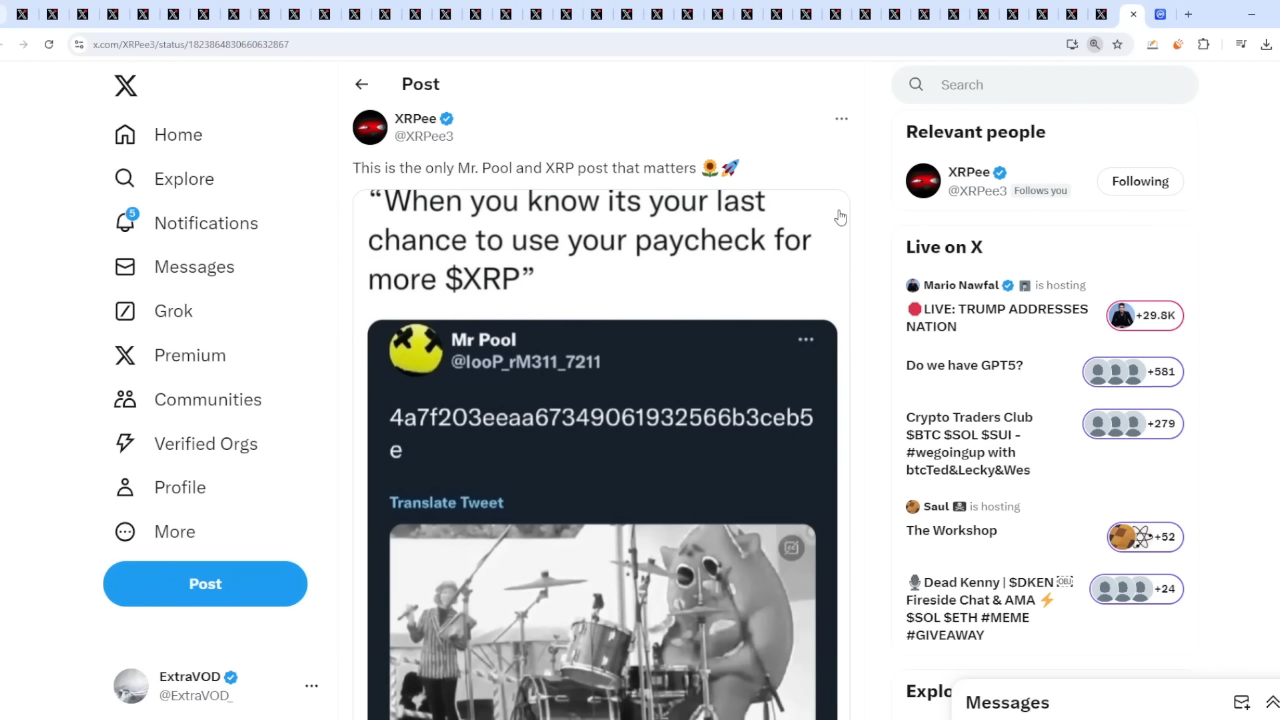 x.com/XRPee3/status/1823864830660632867
Post
Search
XRPee
@XRPee3
This is the only Mr. Pool and XRP post that matters 🌻🚀
“When you know its your last
chance to use your paycheck for
more $XRP”
Mr Pool
@looP_rM311_7211
4a7f203eeaa67349061932566b3ceb5
e
Translate Tweet
Home
Explore
5
Notifications
Messages
Grok
Premium
Communities
Verified Orgs
Profile
More
Post
ExtraVOD
@ExtraVOD_
Relevant people
XRPee
@XRPee3 Follows you
Following
Live on X
Mario Nawfal is hosting
🛑LIVE: TRUMP ADDRESSES
NATION
+29.8K
Do we have GPT5?
+581
Crypto Traders Club
$BTC $SOL $SUI -
#wegoingup with
btcTed&Lecky&Wes
+279
Saul is hosting
The Workshop
+52
🎙️Dead Kenny | $DKEN
Fireside Chat & AMA ⚡
$SOL $ETH #MEME
#GIVEAWAY
+24
Explo
Messages